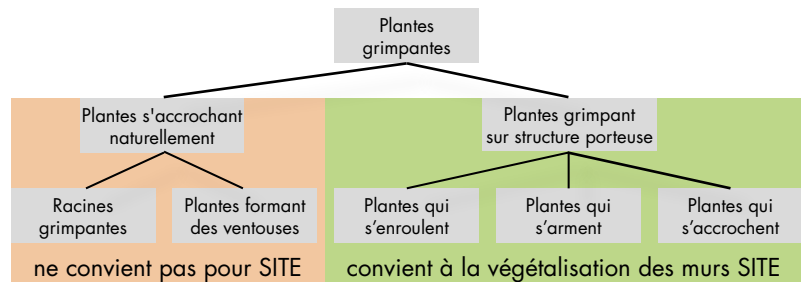 Plantes
grimpantes
Plantes s'accrochant
naturellement
Plantes grimpant
sur structure porteuse
Racines
grimpantes
Plantes formant
des ventouses
Plantes qui
s’enroulent
Plantes qui
s’arment
Plantes qui
s’accrochent
ne convient pas pour SITE
convient à la végétalisation des murs SITE